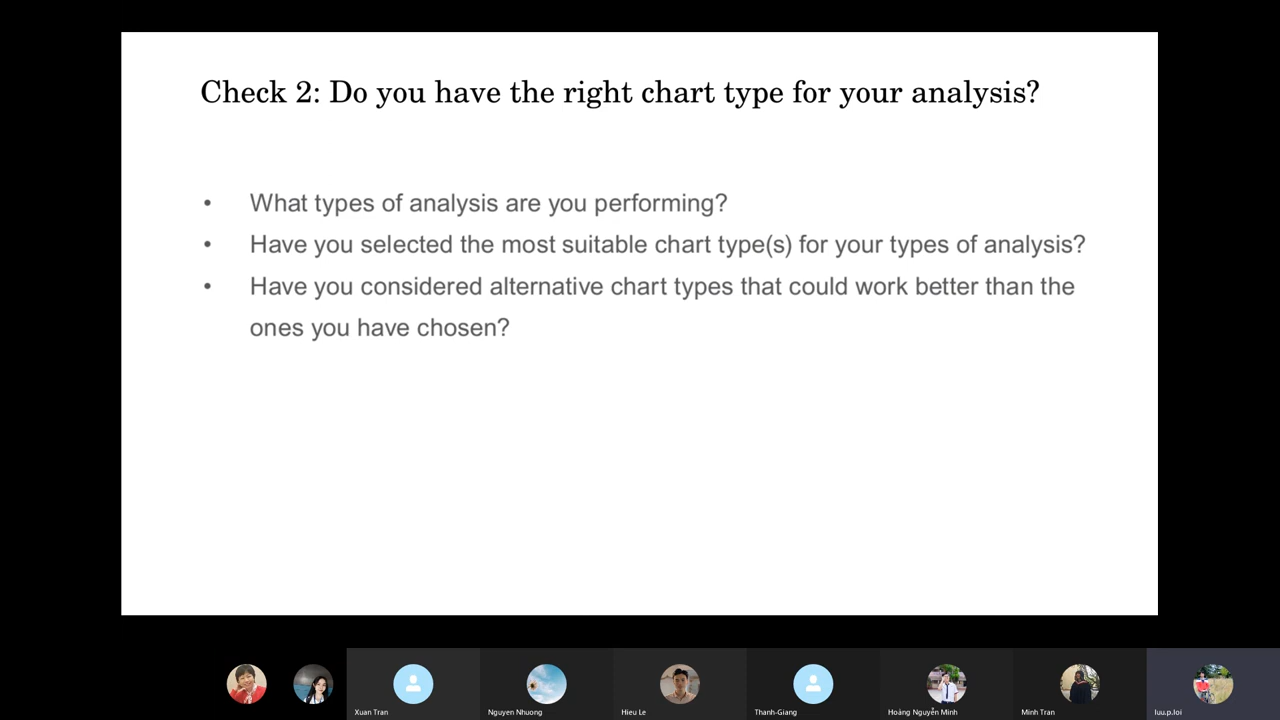 Check 2: Do you have the right chart type for your analysis?
• What types of analysis are you performing?
• Have you selected the most suitable chart type(s) for your types of analysis?
• Have you considered alternative chart types that could work better than the
ones you have chosen?
Xuan Tran
Nguyen Nhuong
Hieu Le
Thanh-Giang
Hoàng Nguyễn Minh
Minh Tran
luu.p.loi